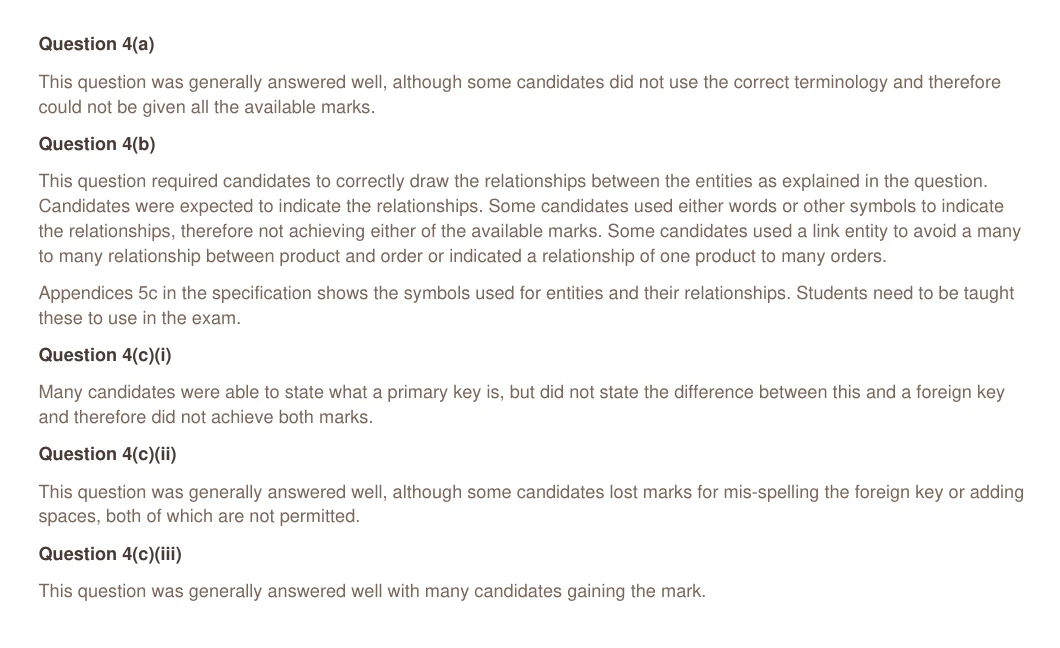 Question 4(a)
This question was generally answered well, although some candidates did not use the correct terminology and therefore
could not be given all the available marks.
Question 4(b)
This question required candidates to correctly draw the relationships between the entities as explained in the question.
Candidates were expected to indicate the relationships. Some candidates used either words or other symbols to indicate
the relationships, therefore not achieving either of the available marks. Some candidates used a link entity to avoid a many
to many relationship between product and order or indicated a relationship of one product to many orders.
Appendices 5c in the specification shows the symbols used for entities and their relationships. Students need to be taught
these to use in the exam.
Question 4(c)(i)
Many candidates were able to state what a primary key is, but did not state the difference between this and a foreign key
and therefore did not achieve both marks.
Question 4(c)(ii)
This question was generally answered well, although some candidates lost marks for mis-spelling the foreign key or adding
spaces, both of which are not permitted.
Question 4(c)(iii)
This question was generally answered well with many candidates gaining the mark.